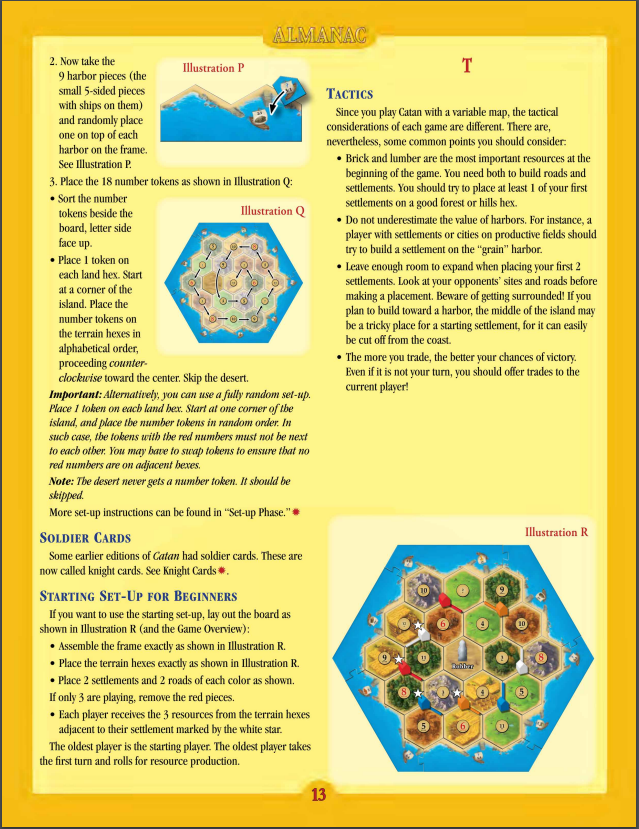 ALMANAC
2. Now take the
9 harbor pieces (the
small 5-sided pieces
with ships on them)
and randomly place
one on top of each
harbor on the frame.
See Illustration P.
Illustration P
3. Place the 18 number tokens as shown in Illustration Q:
• Sort the number
tokens beside the
board, letter side
face up.
• Place 1 token on
each land hex. Start
at a corner of the
island. Place the
number tokens on
the terrain hexes in
alphabetical order,
proceeding counter-
clockwise toward the center. Skip the desert.
Illustration Q
Important: Alternatively, you can use a fully random set-up.
Place 1 token on each land hex. Start at one corner of the
island, and place the number tokens in random order. In
such case, the tokens with the red numbers must not be next
to each other. You may have to swap tokens to ensure that no
red numbers are on adjacent hexes.
Note: The desert never gets a number token. It should be
skipped.
More set-up instructions can be found in “Set-up Phase.”
SOLDIER CARDS
Some earlier editions of Catan had soldier cards. These are
now called knight cards. See Knight Cards.
STARTING SET-UP FOR BEGINNERS
If you want to use the starting set-up, lay out the board as
shown in Illustration R (and the Game Overview):
• Assemble the frame exactly as shown in Illustration R.
• Place the terrain hexes exactly as shown in Illustration R.
• Place 2 settlements and 2 roads of each color as shown.
If only 3 are playing, remove the red pieces.
• Each player receives the 3 resources from the terrain hexes
adjacent to their settlement marked by the white star.
The oldest player is the starting player. The oldest player takes
the first turn and rolls for resource production.
T
TACTICS
Since you play Catan with a variable map, the tactical
considerations of each game are different. There are,
nevertheless, some common points you should consider:
• Brick and lumber are the most important resources at the
beginning of the game. You need both to build roads and
settlements. You should try to place at least 1 of your first
settlements on a good forest or hills hex.
• Do not underestimate the value of harbors. For instance, a
player with settlements or cities on productive fields should
try to build a settlement on the “grain” harbor.
• Leave enough room to expand when placing your first 2
settlements. Look at your opponents’ sites and roads before
making a placement. Beware of getting surrounded! If you
plan to build toward a harbor, the middle of the island may
be a tricky place for a starting settlement, for it can easily
be cut off from the coast.
• The more you trade, the better your chances of victory.
Even if it is not your turn, you should offer trades to the
current player!
Illustration R
10 9
6 4 10
9 8
Robber
8 4 5
5 6
13